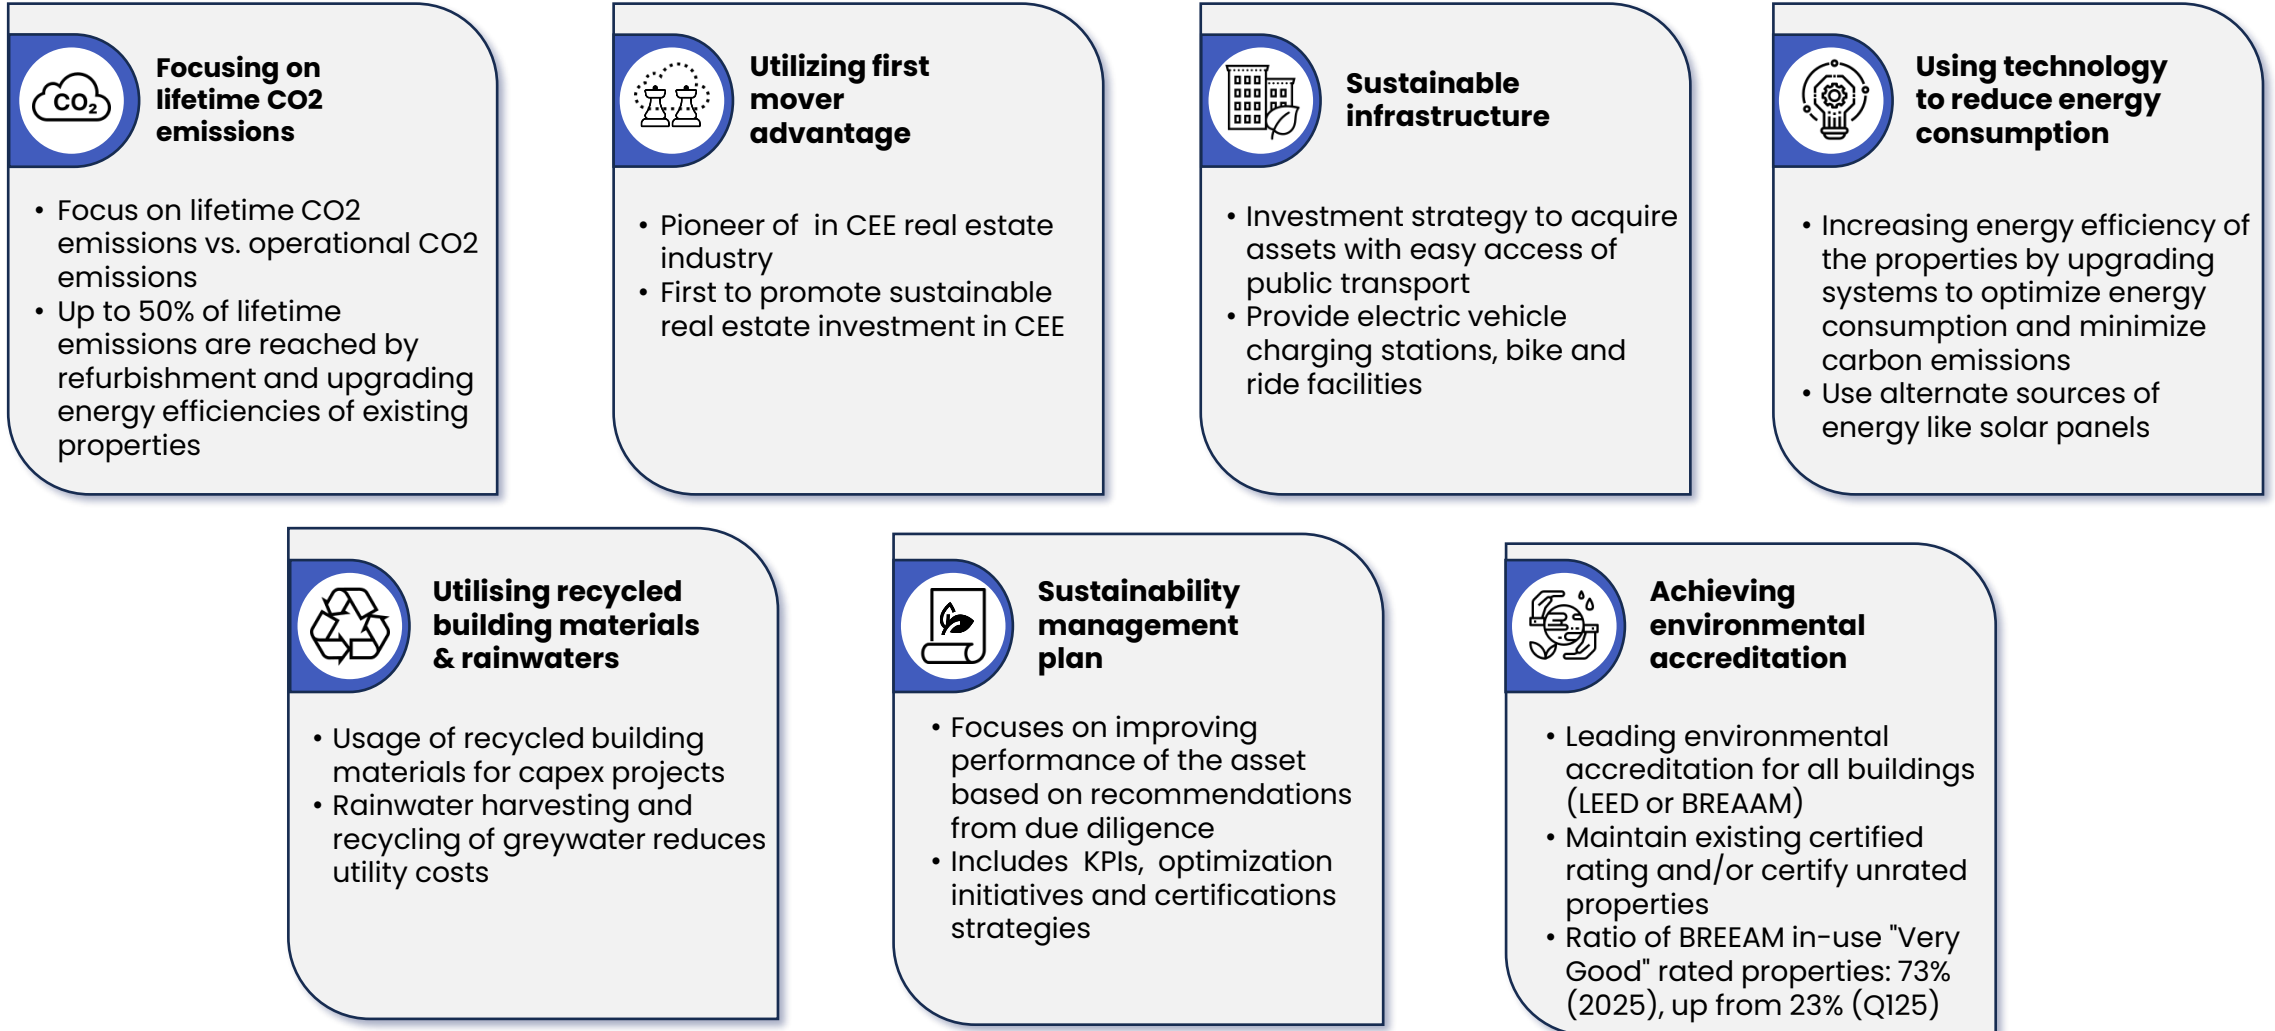 Focusing on
lifetime CO2
emissions
CO₂
• Focus on lifetime CO2
emissions vs. operational CO2
emissions
• Up to 50% of lifetime
emissions are reached by
refurbishment and upgrading
energy efficiencies of existing
properties
Utilizing first
mover
advantage
• Pioneer of  in CEE real estate
industry
• First to promote sustainable
real estate investment in CEE
Sustainable
infrastructure
• Investment strategy to acquire
assets with easy access of
public transport
• Provide electric vehicle
charging stations, bike and
ride facilities
Using technology
to reduce energy
consumption
• Increasing energy efficiency of
the properties by upgrading
systems to optimize energy
consumption and minimize
carbon emissions
• Use alternate sources of
energy like solar panels
Utilising recycled
building materials
& rainwaters
• Usage of recycled building
materials for capex projects
• Rainwater harvesting and
recycling of greywater reduces
utility costs
Sustainability
management
plan
• Focuses on improving
performance of the asset
based on recommendations
from due diligence
• Includes  KPIs,  optimization
initiatives and certifications
strategies
Achieving
environmental
accreditation
• Leading environmental
accreditation for all buildings
(LEED or BREAAM)
• Maintain existing certified
rating and/or certify unrated
properties
• Ratio of BREEAM in-use "Very
Good" rated properties: 73%
(2025), up from 23% (Q125)